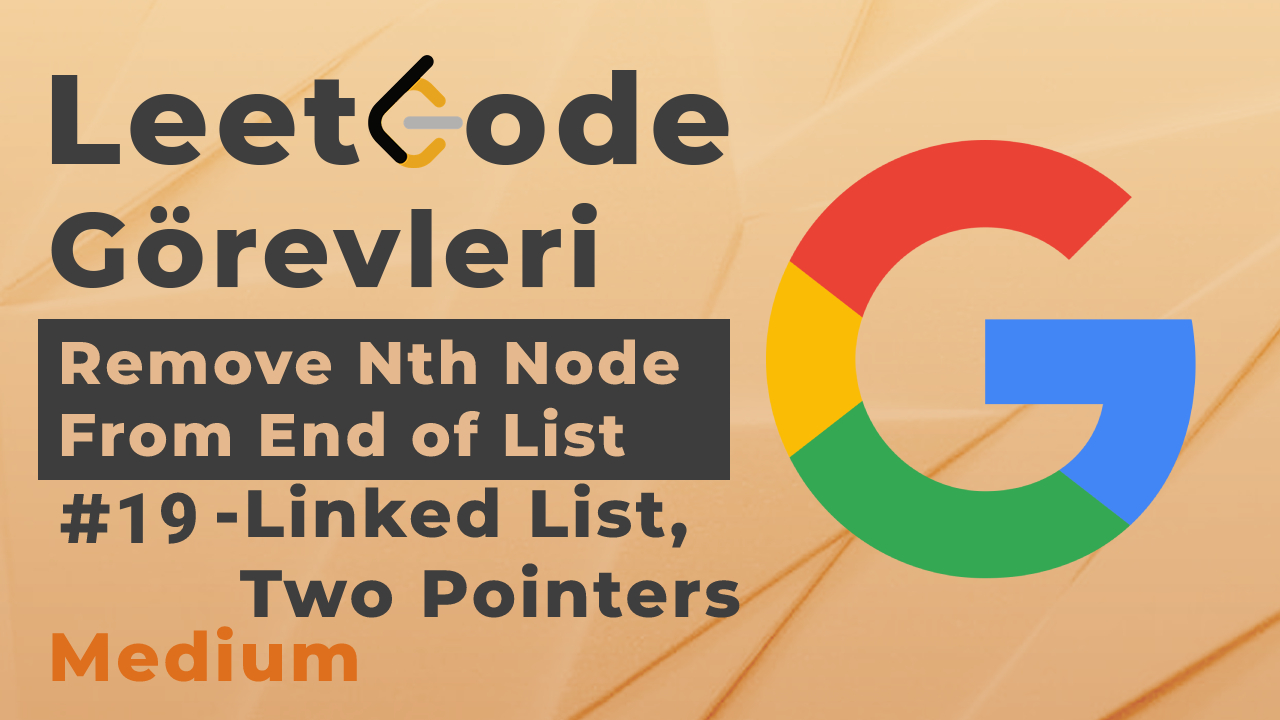 LeetCode
Görevleri
Remove Nth Node
From End of List
#19 -Linked List,
Two Pointers
Medium